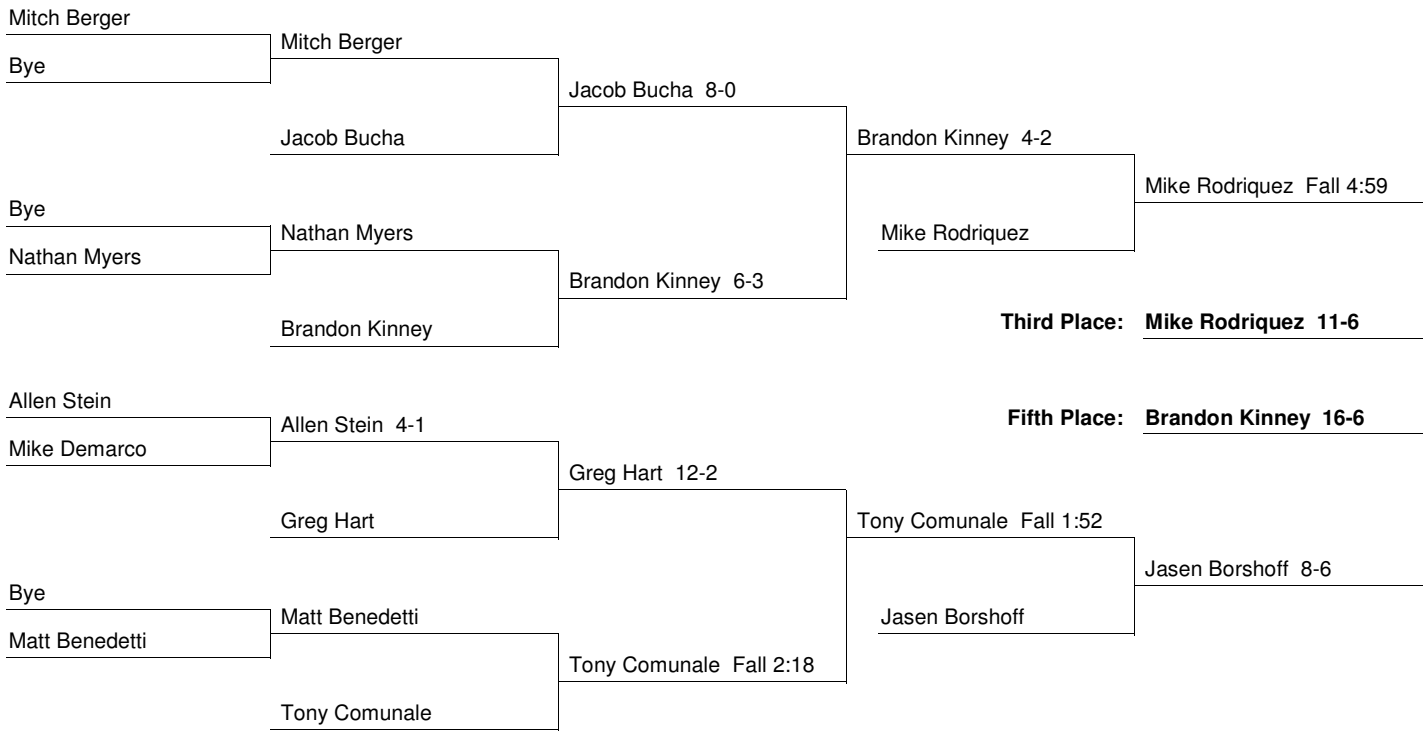 Mitch Berger
Mitch Berger
Bye
Jacob Bucha 8-0
Jacob Bucha
Brandon Kinney 4-2
Mike Rodriquez Fall 4:59
Bye
Nathan Myers
Mike Rodriquez
Nathan Myers
Brandon Kinney 6-3
Brandon Kinney
Third Place: Mike Rodriquez 11-6
Allen Stein
Allen Stein 4-1
Fifth Place: Brandon Kinney 16-6
Mike Demarco
Greg Hart 12-2
Greg Hart
Tony Comunale Fall 1:52
Jasen Borshoff 8-6
Bye
Matt Benedetti
Jasen Borshoff
Matt Benedetti
Tony Comunale Fall 2:18
Tony Comunale